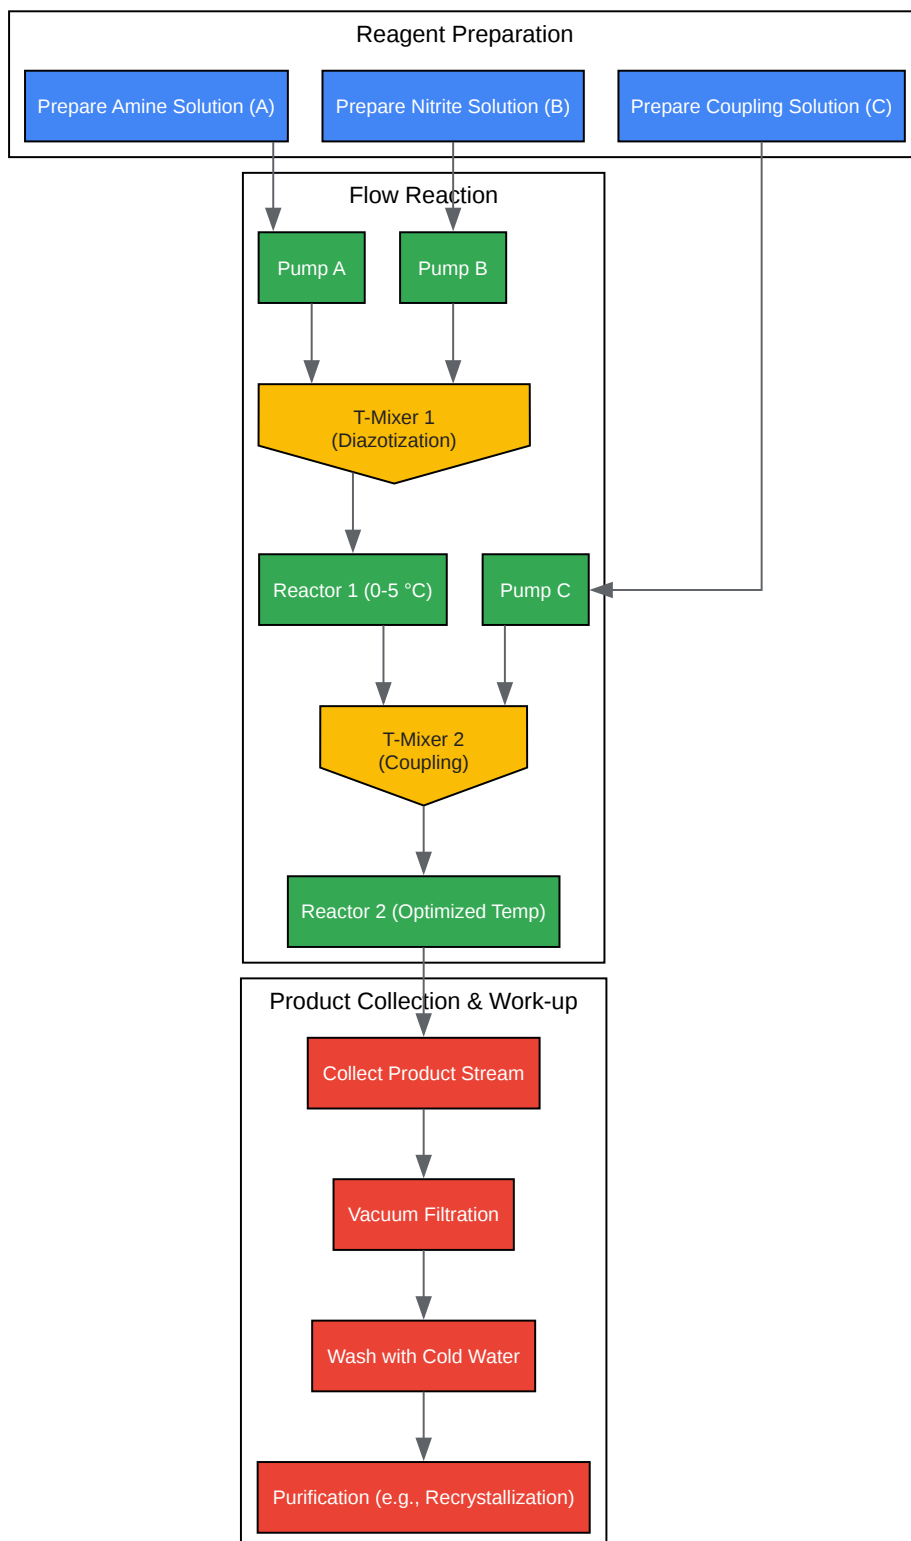 Reagent Preparation
Prepare Amine Solution (A)
Prepare Nitrite Solution (B)
Prepare Coupling Solution (C)
Flow Reaction
Pump A
Pump B
T-Mixer 1
(Diazotization)
Reactor 1 (0-5 °C)
Pump C
T-Mixer 2
(Coupling)
Reactor 2 (Optimized Temp)
Product Collection & Work-up
Collect Product Stream
Vacuum Filtration
Wash with Cold Water
Purification (e.g., Recrystallization)